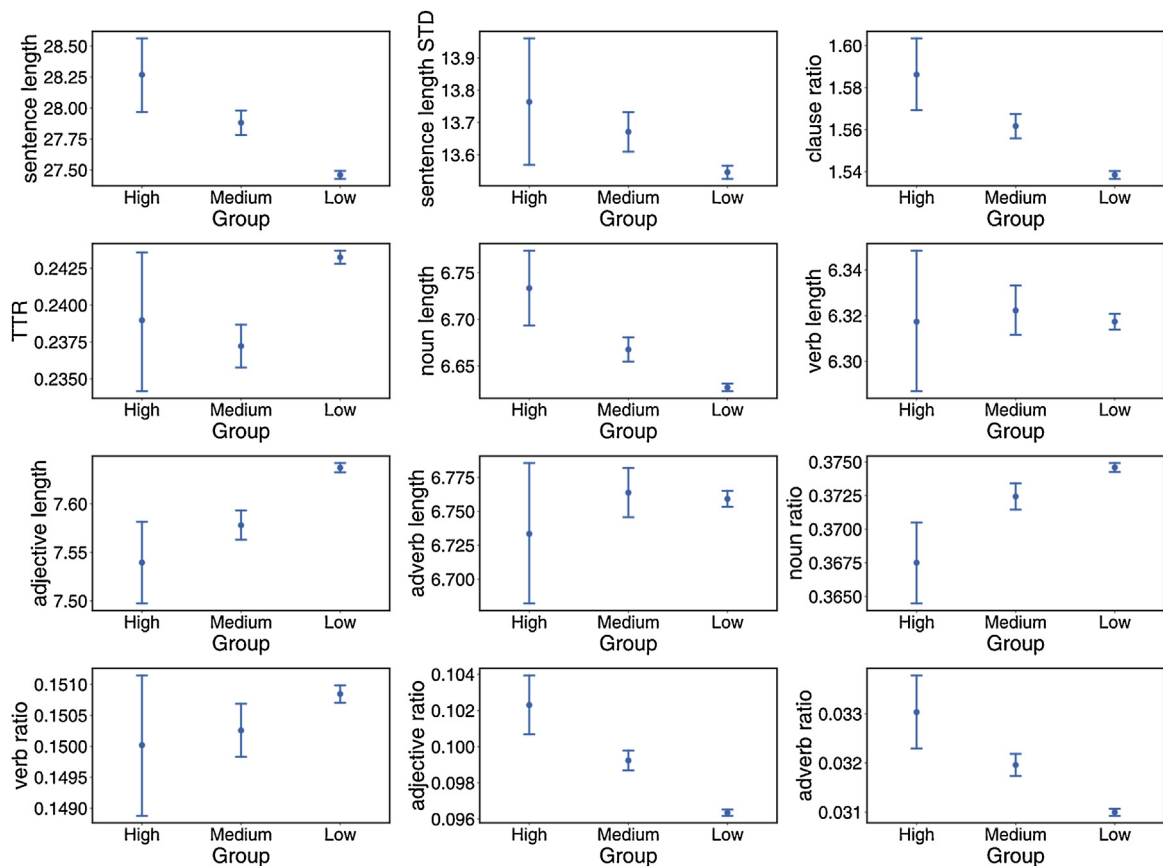 sentence length
28.50
28.25
28.00
27.75
27.50
High Medium Low
Group
sentence length STD
13.9
13.8
13.7
13.6
High Medium Low
Group
clause ratio
1.60
1.58
1.56
1.54
High Medium Low
Group
TTR
0.2425
0.2400
0.2375
0.2350
High Medium Low
Group
noun length
6.75
6.70
6.65
High Medium Low
Group
verb length
6.34
6.32
6.30
High Medium Low
Group
adjective length
7.60
7.55
7.50
High Medium Low
Group
adverb length
6.775
6.750
6.725
6.700
High Medium Low
Group
noun ratio
0.3750
0.3725
0.3700
0.3675
0.3650
High Medium Low
Group
verb ratio
0.1510
0.1505
0.1500
0.1495
0.1490
High Medium Low
Group
adjective ratio
0.104
0.102
0.100
0.098
0.096
High Medium Low
Group
adverb ratio
0.033
0.032
0.031
High Medium Low
Group